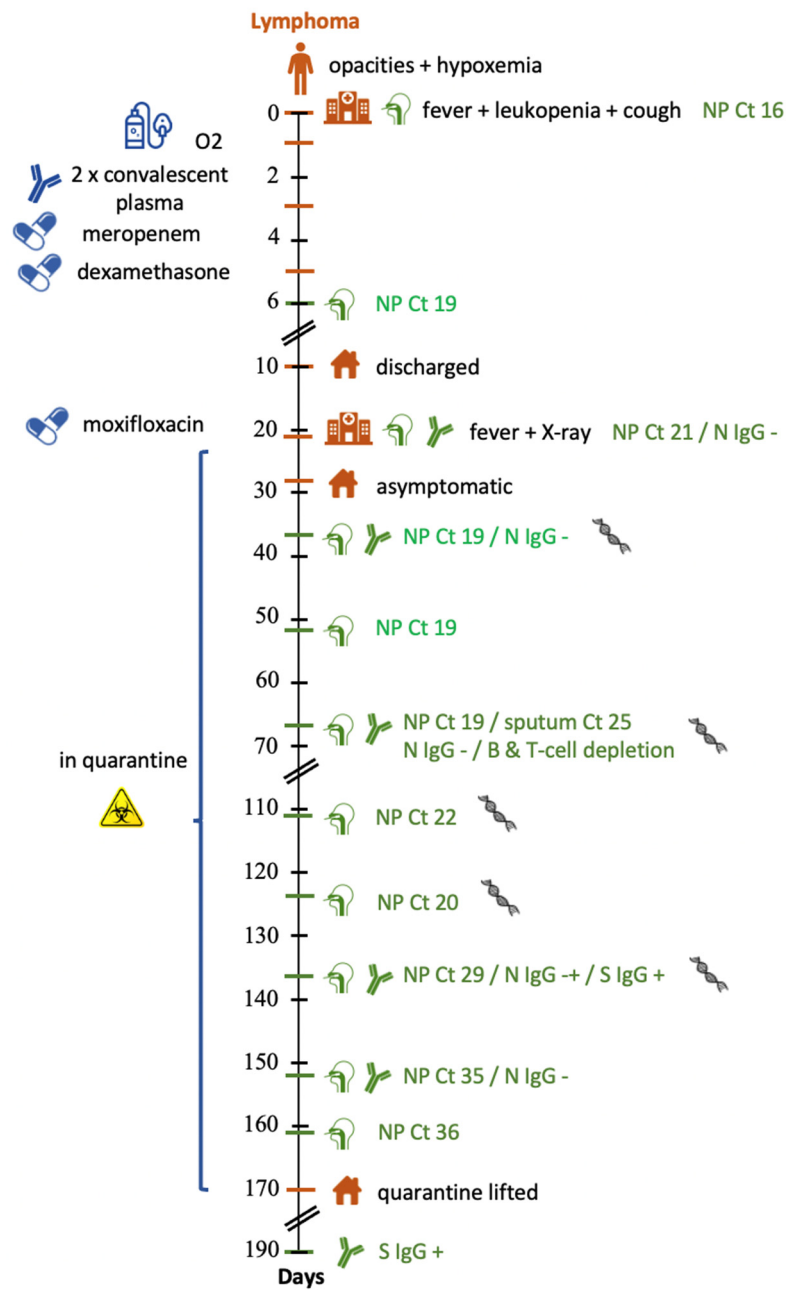 Lymphoma
opacities + hypoxemia
0
fever + leukopenia + cough
NP Ct 16
O2
2 x convalescent
plasma
2
meropenem
4
dexamethasone
6
NP Ct 19
10
discharged
moxifloxacin
20
fever + X-ray
NP Ct 21 / N IgG -
30
asymptomatic
NP Ct 19 / N IgG -
40
50
NP Ct 19
60
NP Ct 19 / sputum Ct 25
N IgG - / B & T-cell depletion
70
in quarantine
110
NP Ct 22
120
NP Ct 20
130
NP Ct 29 / N IgG -+ / S IgG +
140
150
NP Ct 35 / N IgG -
160
NP Ct 36
170
quarantine lifted
190
S IgG +
Days